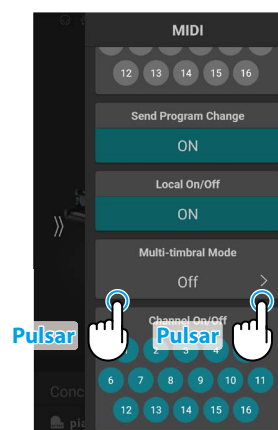 MIDI
12 13 14 15 16
Send Program Change
ON
Local On/Off
ON
Multi-timbral Mode
Off
Channel On/Off
Pulsar Pulsar
1 2 3 4
6 7 8 9 10 11
Conc
12 13 14 15 16
pia